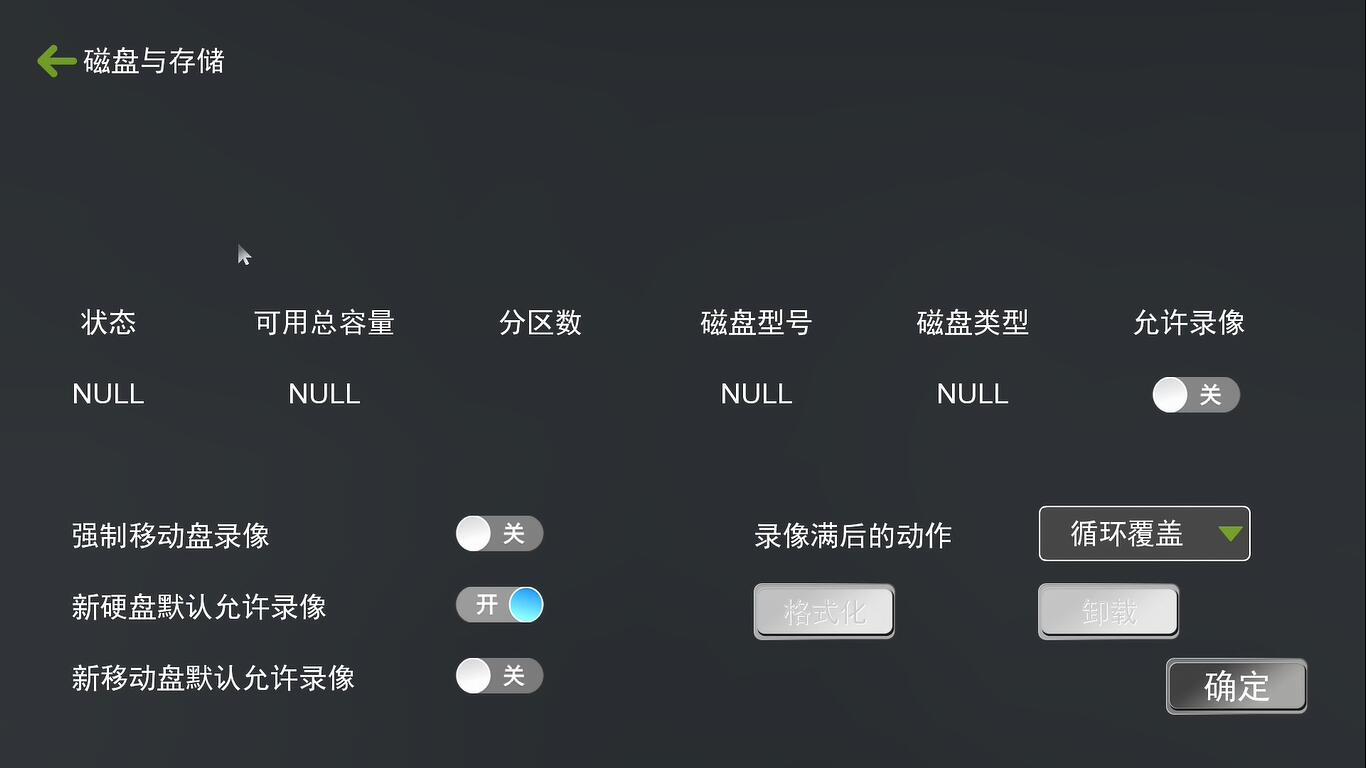 磁盘与存储
状态 可用总容量 分区数 磁盘型号 磁盘类型 允许录像
NULL NULL NULL NULL 关
强制移动盘录像 关 录像满后的动作 循环覆盖
新硬盘默认允许录像 开 格式化 卸载
新移动盘默认允许录像 关 确定